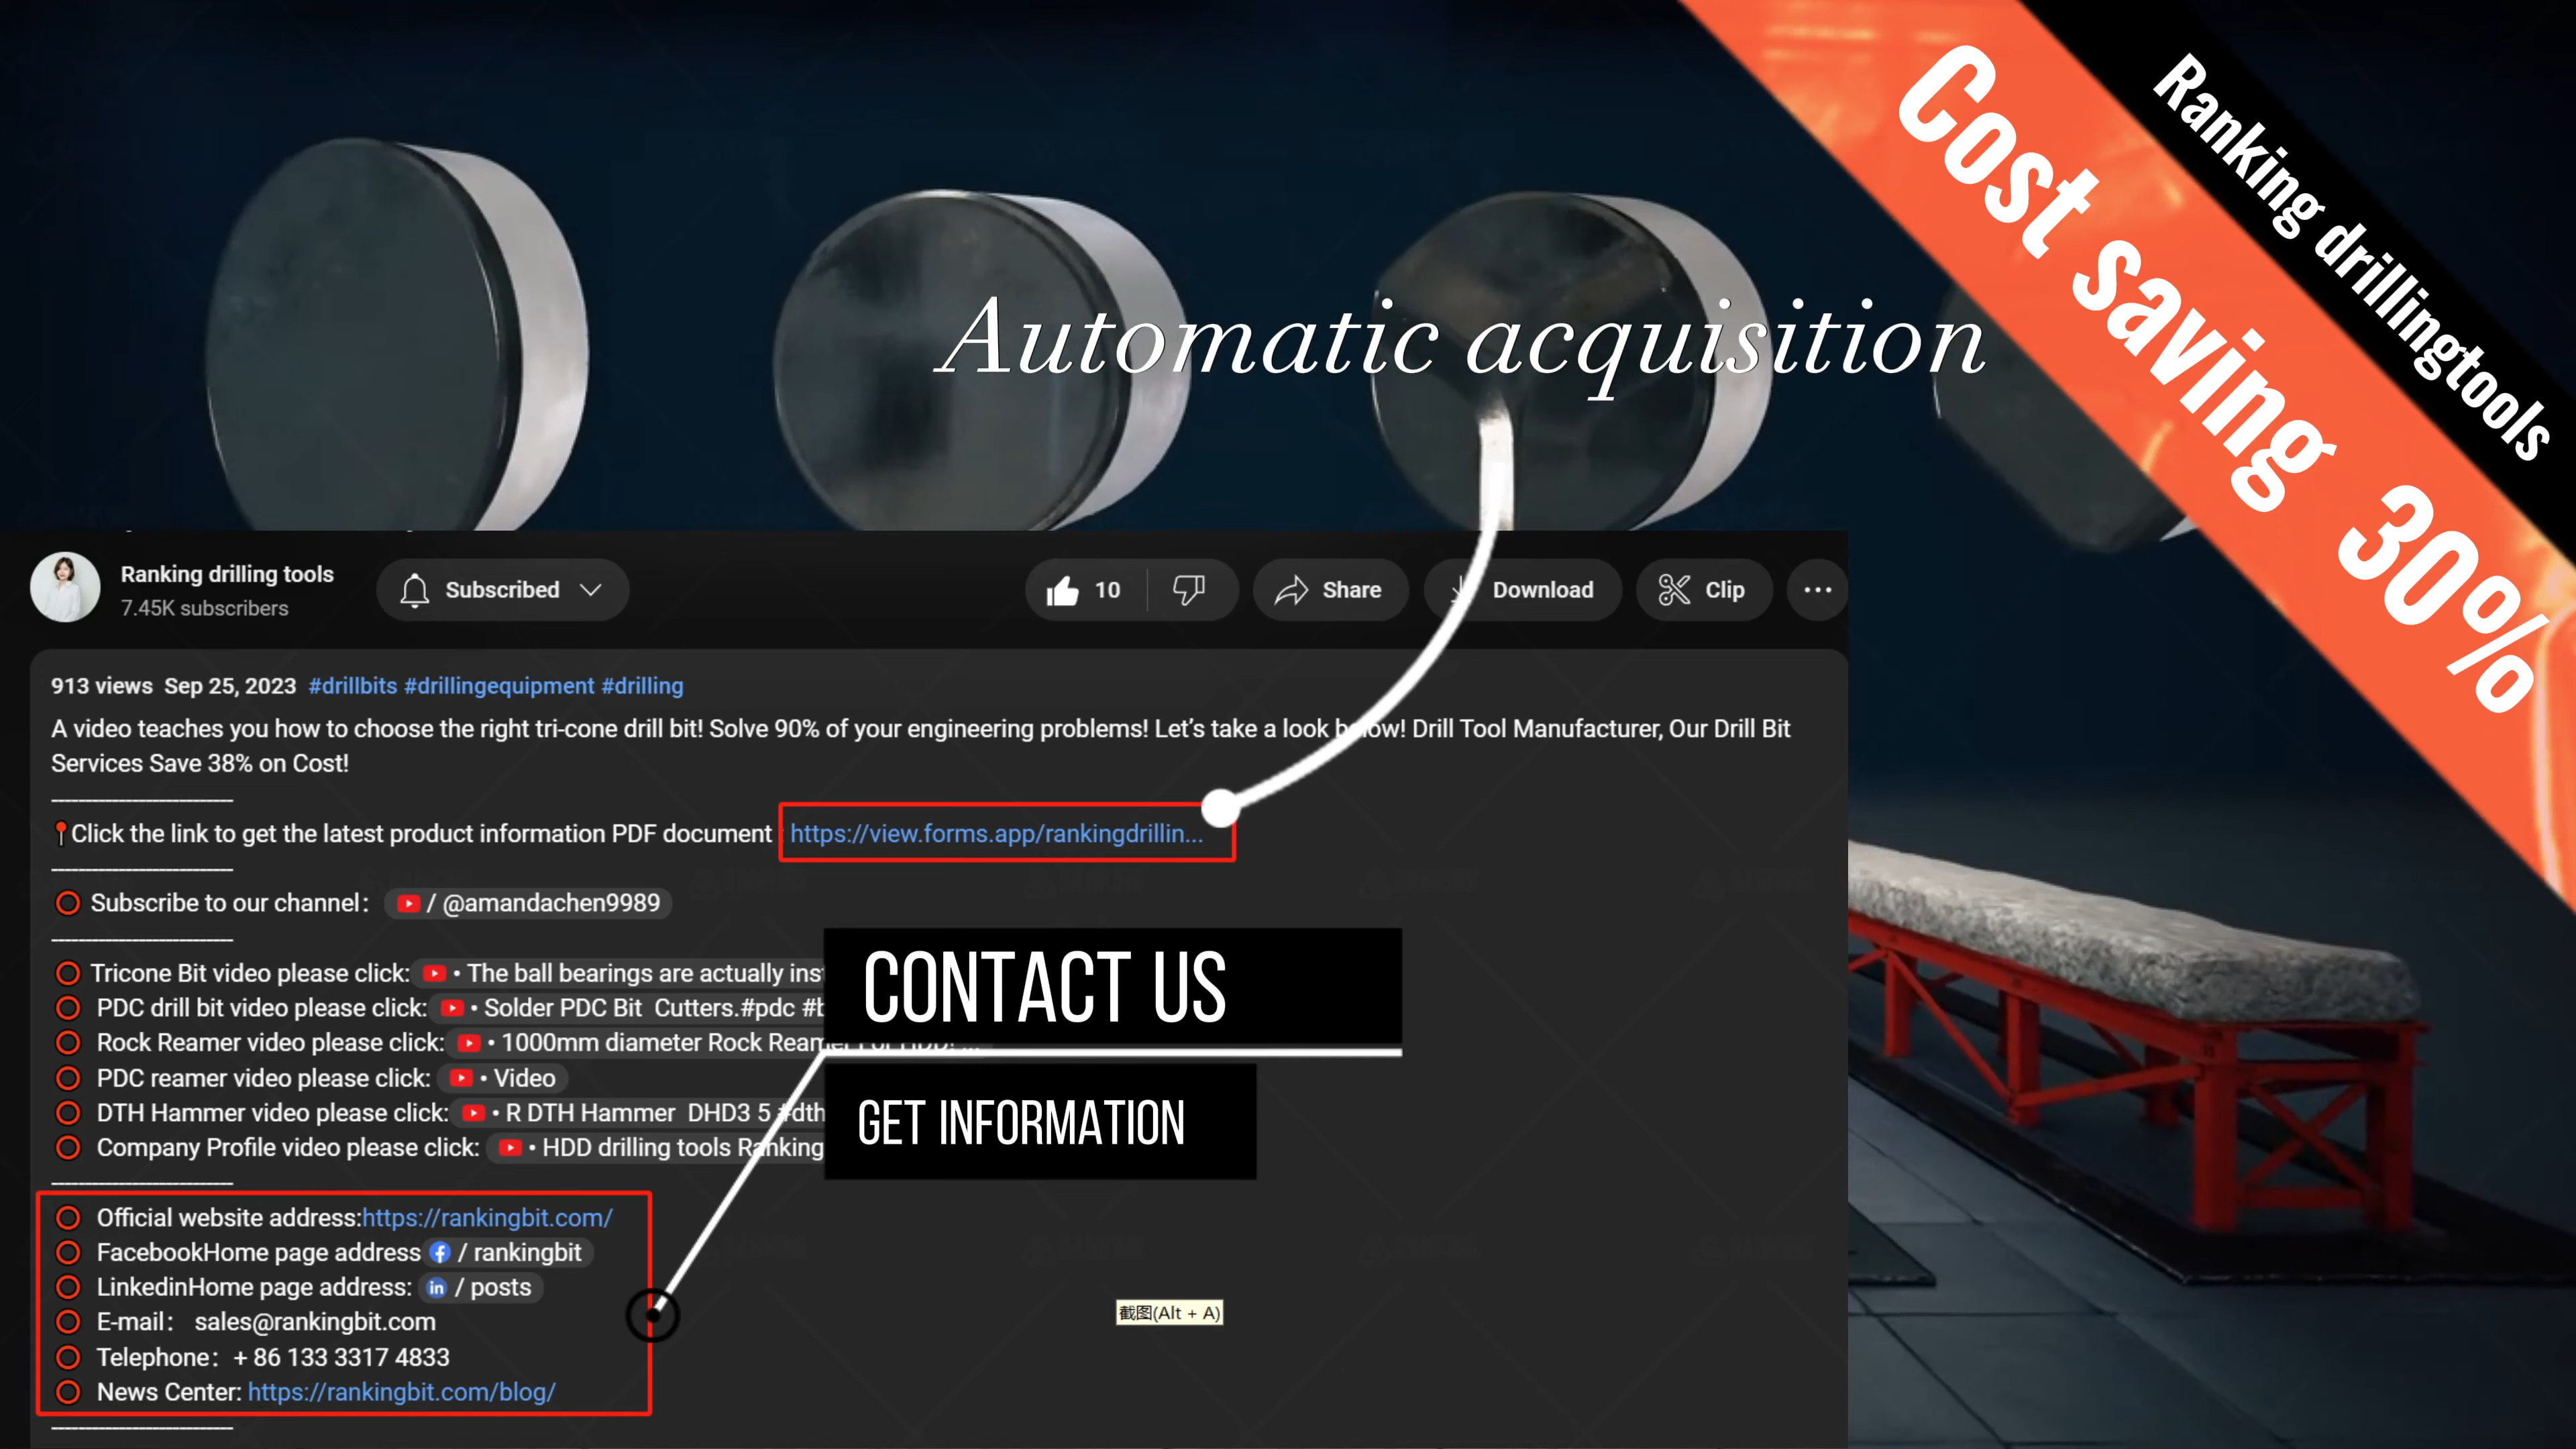 Ranking drillingtools
Cost saving 30%
Automatic acquisition
Ranking drilling tools
7.45K subscribers
Subscribed
10
Share
Download
Clip
913 views Sep 25, 2023 #drillbits #drillingequipment #drilling
A video teaches you how to choose the right tri-cone drill bit! Solve 90% of your engineering problems! Let's take a look below! Drill Tool Manufacturer, Our Drill Bit
Services Save 38% on Cost!
-------------------------
Click the link to get the latest product information PDF document https://view.forms.app/rankingdrillin...
-------------------------
Subscribe to our channel: / @amandachen9989
-------------------------
Tricone Bit video please click: • The ball bearings are actually
PDC drill bit video please click: • Solder PDC Bit Cutters.#pdc
Rock Reamer video please click: • 1000mm diameter Rock Reamer For HDD! ...
PDC reamer video please click: • Video
DTH Hammer video please click: • R DTH Hammer DHD3 5 #dth
Company Profile video please click: • HDD drilling tools Ranking
CONTACT US
GET INFORMATION
-------------------------
Official website address:https://rankingbit.com/
FacebookHome page address / rankingbit
LinkedinHome page address: in / posts
E-mail: sales@rankingbit.com
Telephone: + 86 133 3317 4833
News Center: https://rankingbit.com/blog/
-------------------------
截图(Alt + A)